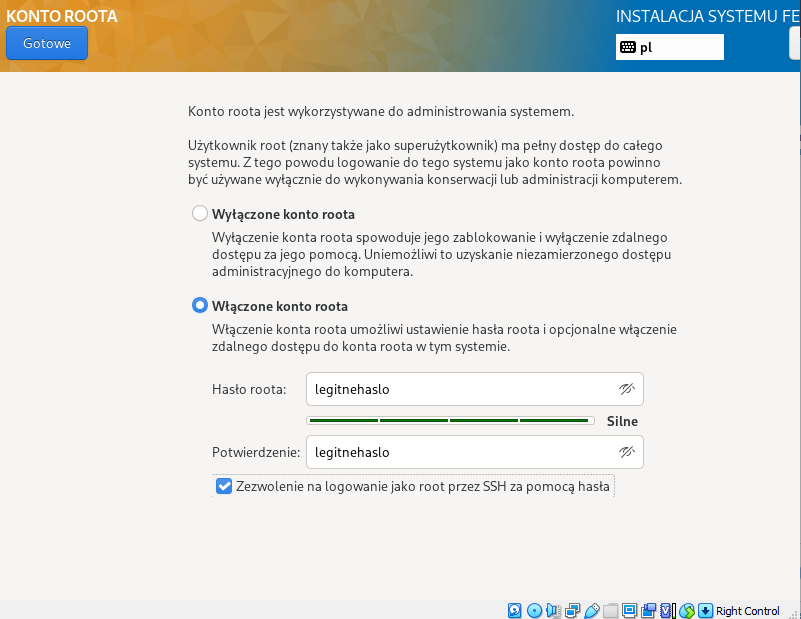 KONTO ROOTA
INSTALACJA SYSTEMU FE
Gotowe
pl
Konto roota jest wykorzystywane do administrowania systemem.
Użytkownik root (znany także jako superużytkownik) ma pełny dostęp do całego
systemu. Z tego powodu logowanie do tego systemu jako konto roota powinno
być używane wyłącznie do wykonywania konserwacji lub administracji komputerem.
Wyłączone konto roota
Wyłączenie konta roota spowoduje jego zablokowanie i wyłączenie zdalnego
dostępu za jego pomocą. Uniemożliwi to uzyskanie niezamierzonego dostępu
administracyjnego do komputera.
Włączone konto roota
Włączenie konta roota umożliwi ustawienie hasła roota i opcjonalne włączenie
zdalnego dostępu do konta roota w tym systemie.
Hasło roota: legitnehaslo
Silne
Potwierdzenie: legitnehaslo
Zezwolenie na logowanie jako root przez SSH za pomocą hasła
Right Control